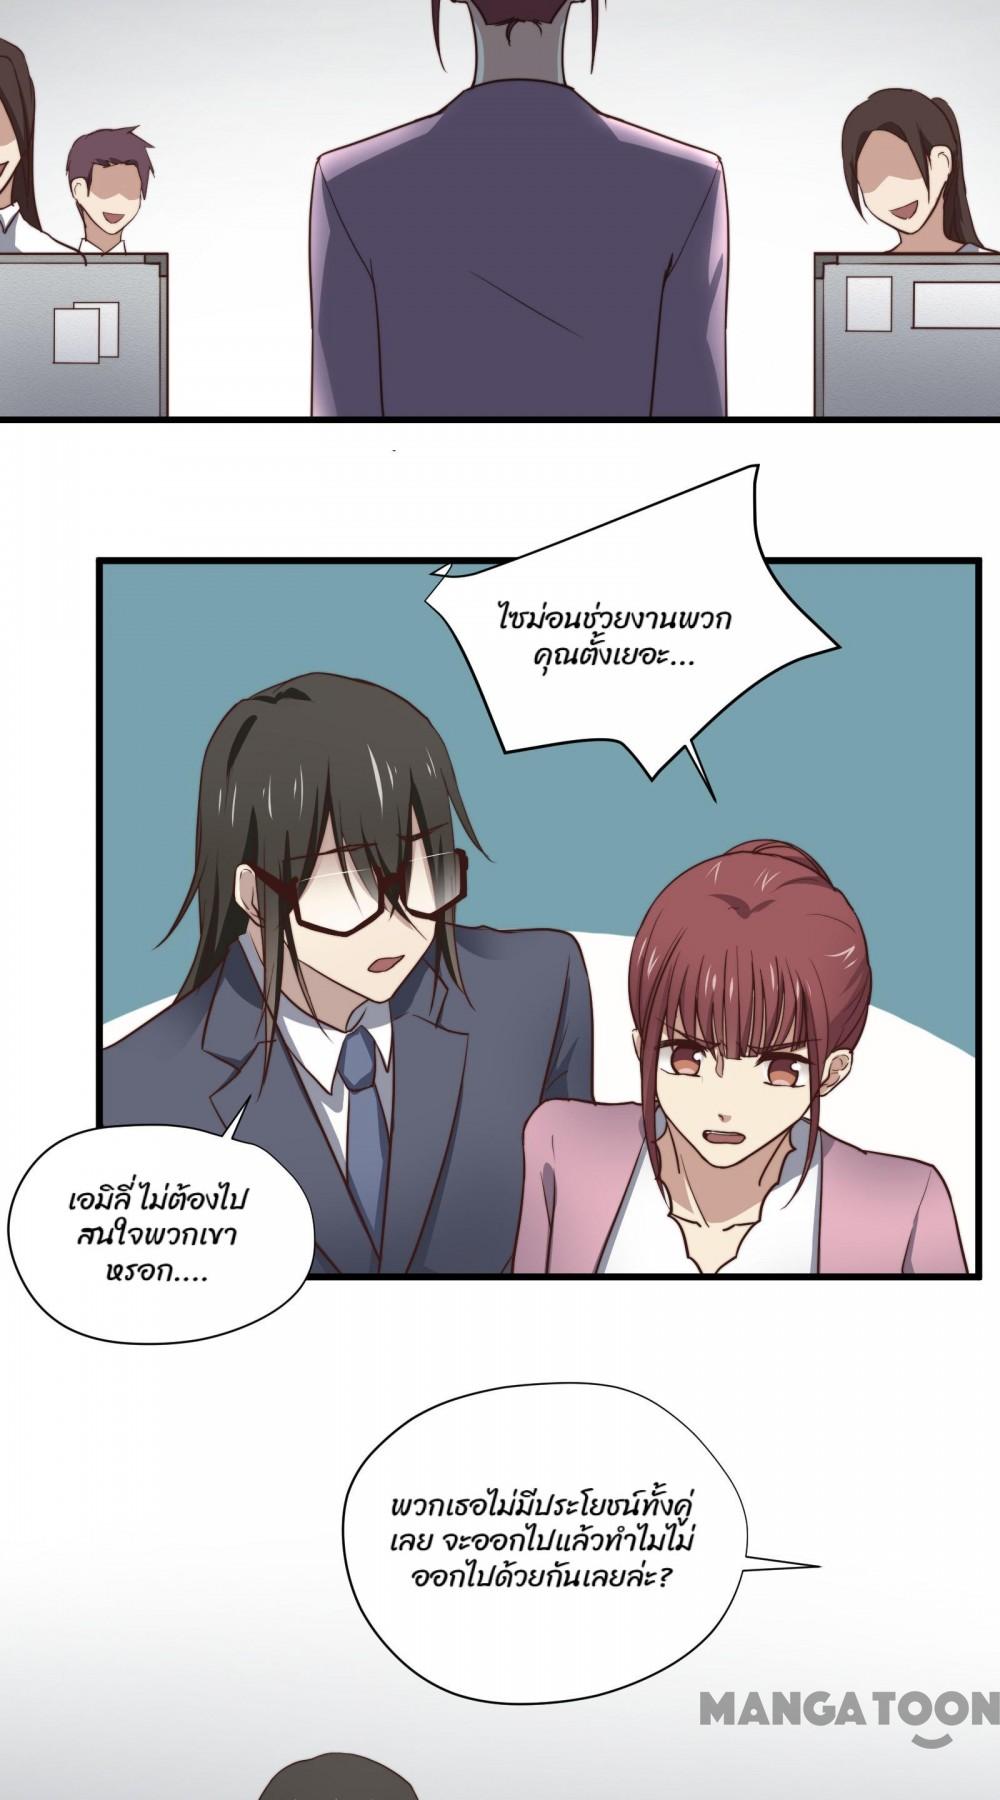 ไซม่อนช่วยงานพวก
คุณตั้งเยอะ...
เอมิลี่ ไม่ต้องไป
สนใจพวกเขา
หรอก....
พวกเธอไม่มีประโยชน์ทั้งคู่
เลย จะออกไปแล้วทำไมไม่
ออกไปด้วยกันเลยล่ะ?
MANGATOON